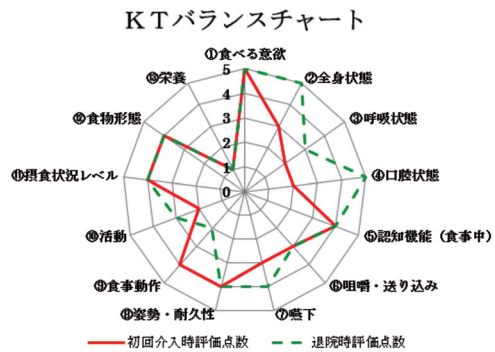 KTバランスチャート
①食べる意欲
②全身状態
③呼吸状態
④口腔状態
⑤認知機能(食事中)
⑥咀嚼・送り込み
⑦嚥下
⑧姿勢・耐久性
⑨食事動作
⑩活動
⑪摂食状況レベル
⑫食物形態
⑬栄養
5
4
3
2
1
0
初回介入時評価点数
退院時評価点数